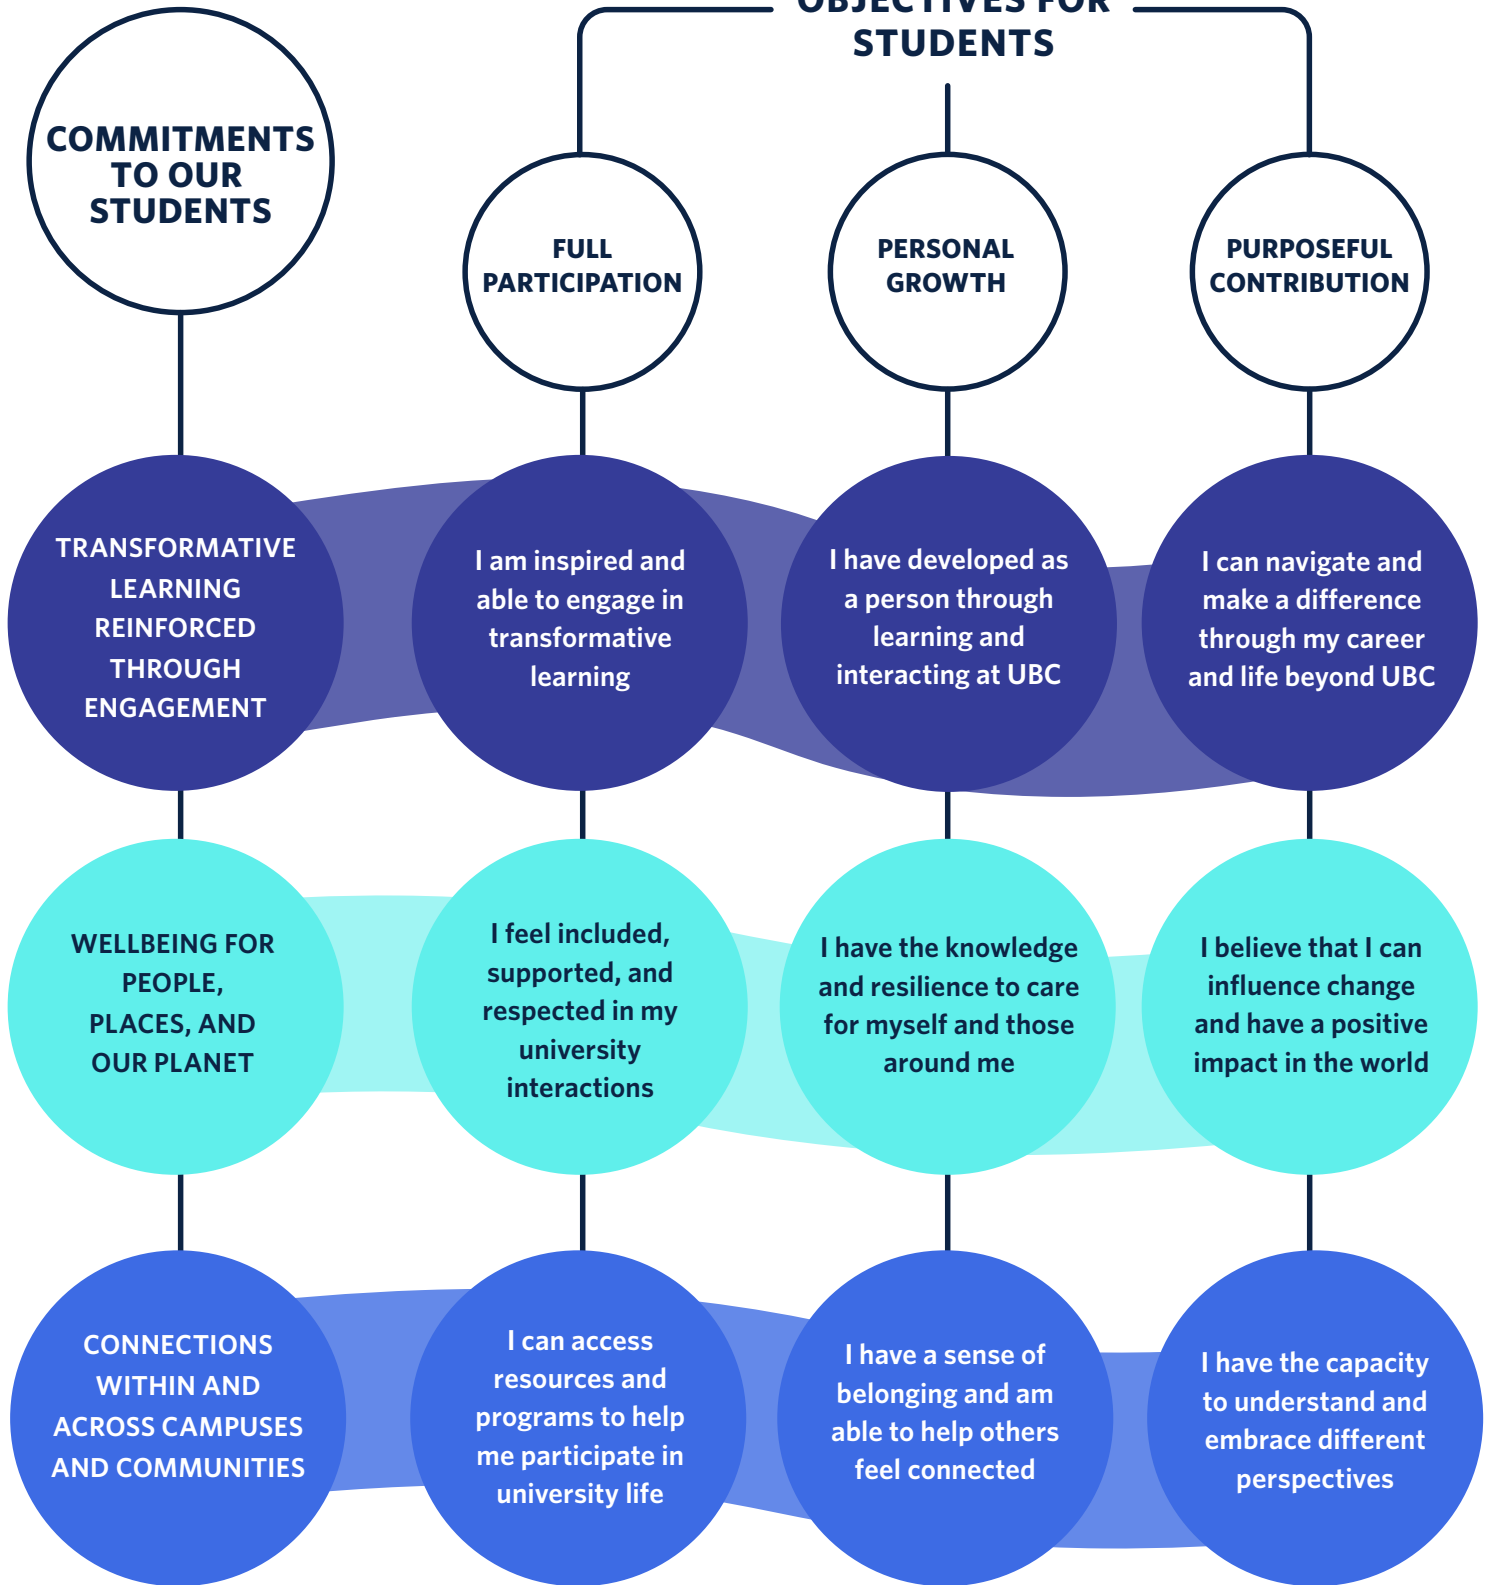 OBJECTIVES FOR
STUDENTS
COMMITMENTS
TO OUR
STUDENTS
FULL
PARTICIPATION
PERSONAL
GROWTH
PURPOSEFUL
CONTRIBUTION
TRANSFORMATIVE
LEARNING
REINFORCED
THROUGH
ENGAGEMENT
I am inspired and
able to engage in
transformative
learning
I have developed as
a person through
learning and
interacting at UBC
I can navigate and
make a difference
through my career
and life beyond UBC
WELLBEING FOR
PEOPLE,
PLACES, AND
OUR PLANET
I feel included,
supported, and
respected in my
university
interactions
I have the knowledge
and resilience to care
for myself and those
around me
I believe that I can
influence change
and have a positive
impact in the world
CONNECTIONS
WITHIN AND
ACROSS CAMPUSES
AND COMMUNITIES
I can access
resources and
programs to help
me participate in
university life
I have a sense of
belonging and am
able to help others
feel connected
I have the capacity
to understand and
embrace different
perspectives